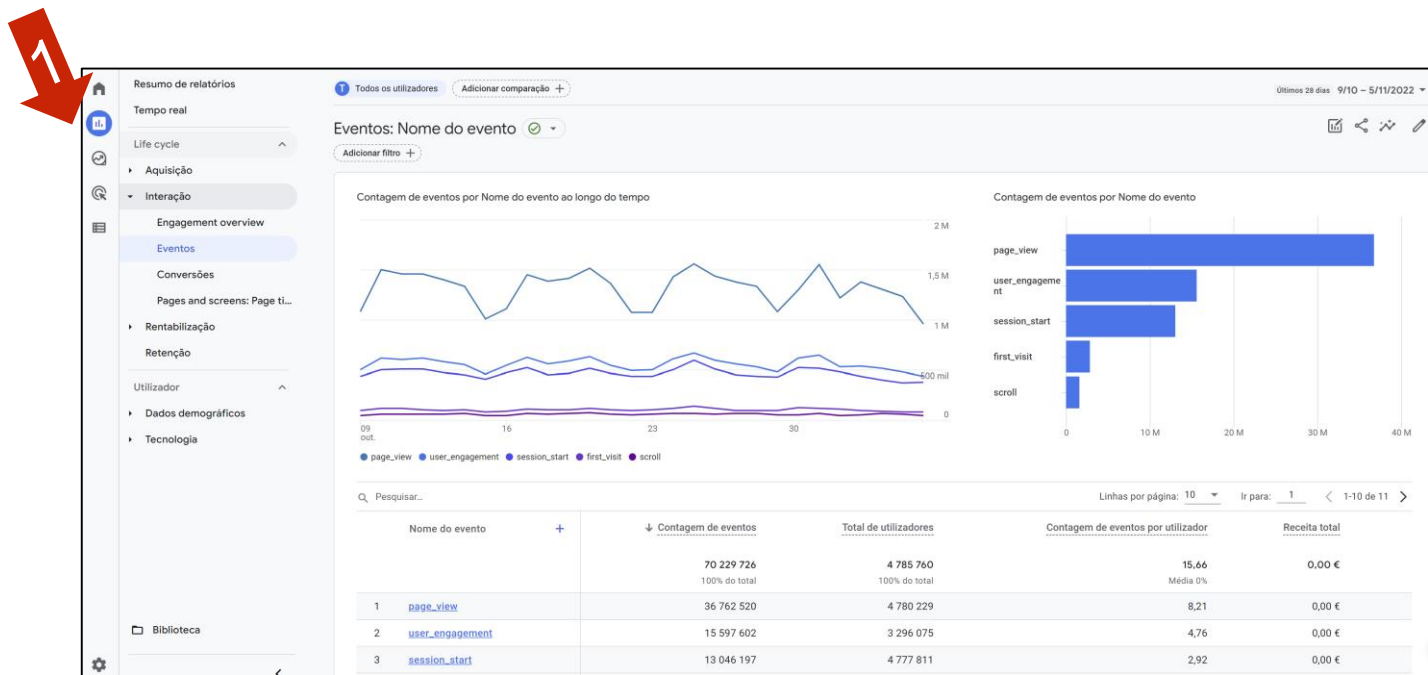 1
Resumo de relatórios
Tempo real
Life cycle
Aquisição
Interação
Engagement overview
Eventos
Conversões
Pages and screens: Page ti...
Rentabilização
Retenção
Utilizador
Dados demográficos
Tecnologia
Biblioteca
T Todos os utilizadores Adicionar comparação +
Últimos 28 dias 9/10 – 5/11/2022
Eventos: Nome do evento
Adicionar filtro +
Contagem de eventos por Nome do evento ao longo do tempo
2 M
1,5 M
1 M
500 mil
0
09 out. 16 23 30
page_view user_engagement session_start first_visit scroll
Contagem de eventos por Nome do evento
page_view
user_engageme
nt
session_start
first_visit
scroll
0 10 M 20 M 30 M 40 M
Pesquisar...
Linhas por página: 10 Ir para: 1 1-10 de 11
Nome do evento + Contagem de eventos Total de utilizadores Contagem de eventos por utilizador Receita total
70 229 726 4 785 760 15,66 0,00 €
100% do total 100% do total Média 0%
1 page_view 36 762 520 4 780 229 8,21 0,00 €
2 user_engagement 15 597 602 3 296 075 4,76 0,00 €
3 session_start 13 046 197 4 777 811 2,92 0,00 €